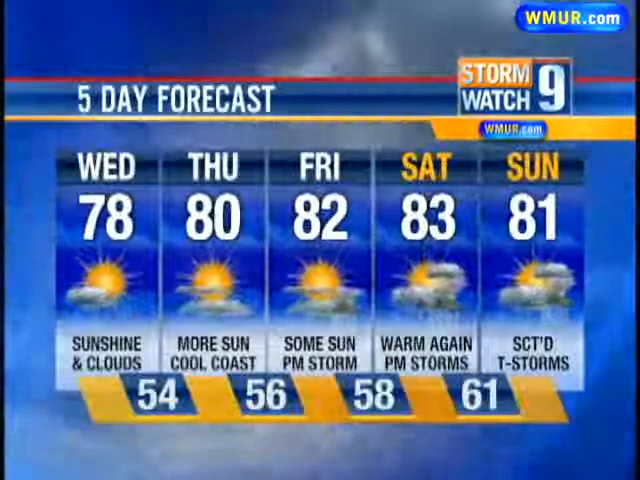 WMUR.com
STORM
WATCH 9
5 DAY FORECAST
WMUR.com
WED THU FRI SAT SUN
78 80 82 83 81
SUNSHINE MORE SUN SOME SUN WARM AGAIN SCT'D
& CLOUDS COOL COAST PM STORM PM STORMS T-STORMS
54 56 58 61